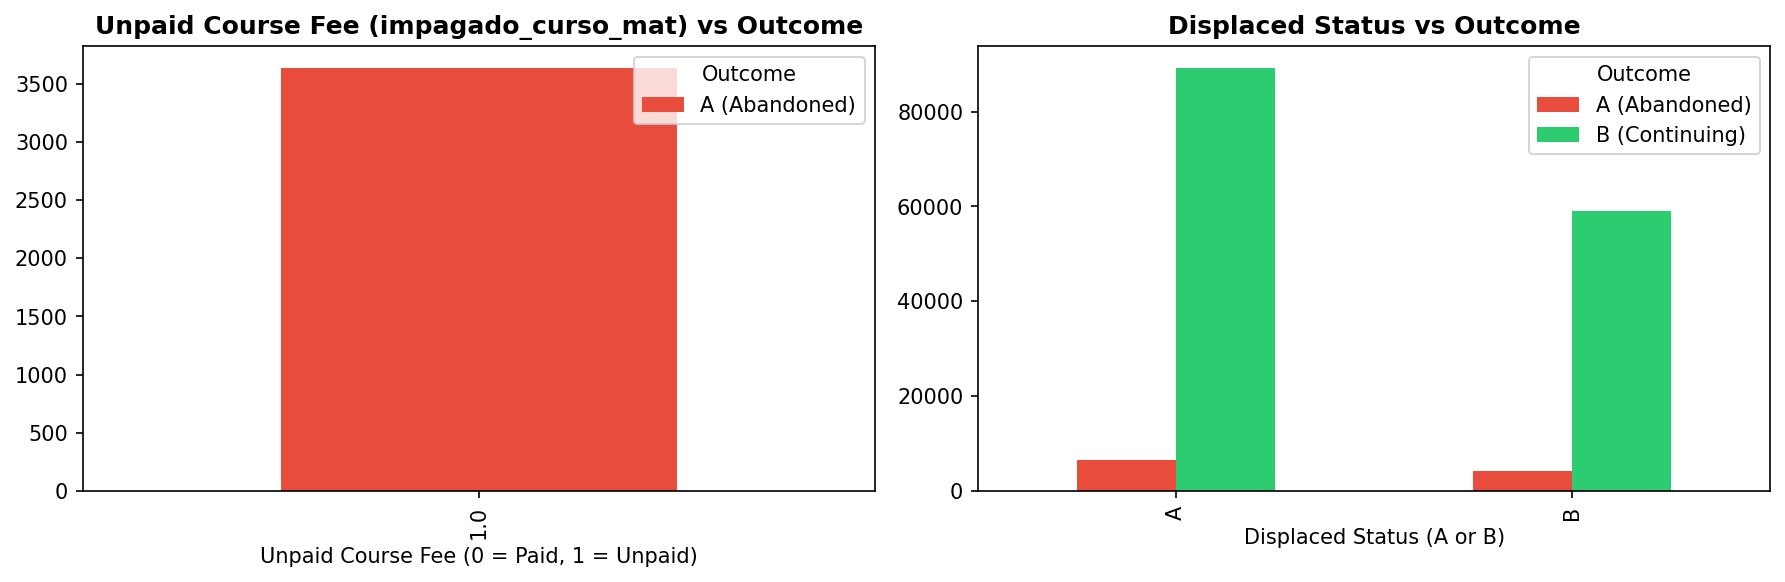 Unpaid Course Fee (impagado_curso_mat) vs Outcome
3500
3000
2500
2000
1500
1000
500
0
Outcome
A (Abandoned)
1.0
Unpaid Course Fee (0 = Paid, 1 = Unpaid)
Displaced Status vs Outcome
80000
60000
40000
20000
0
Outcome
A (Abandoned)
B (Continuing)
A
B
Displaced Status (A or B)